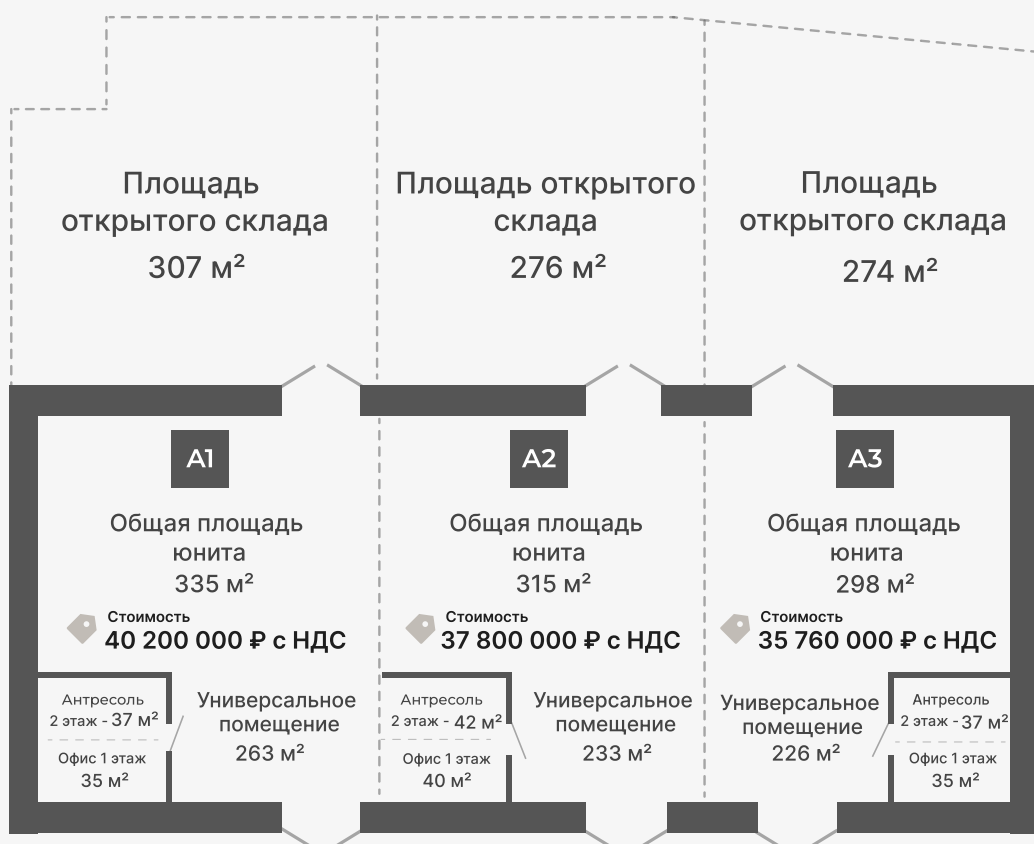 Площадь
открытого склада
307 м²
Площадь открытого
склада
276 м²
Площадь
открытого склада
274 м²
A1
Общая площадь
юнита
335 м²
Стоимость
40 200 000 ₽ с НДС
Антресоль
2 этаж - 37 м²
Офис 1 этаж
35 м²
Универсальное
помещение
263 м²
A2
Общая площадь
юнита
315 м²
Стоимость
37 800 000 ₽ с НДС
Антресоль
2 этаж - 42 м²
Офис 1 этаж
40 м²
Универсальное
помещение
233 м²
A3
Общая площадь
юнита
298 м²
Стоимость
35 760 000 ₽ с НДС
Универсальное
помещение
226 м²
Антресоль
2 этаж - 37 м²
Офис 1 этаж
35 м²